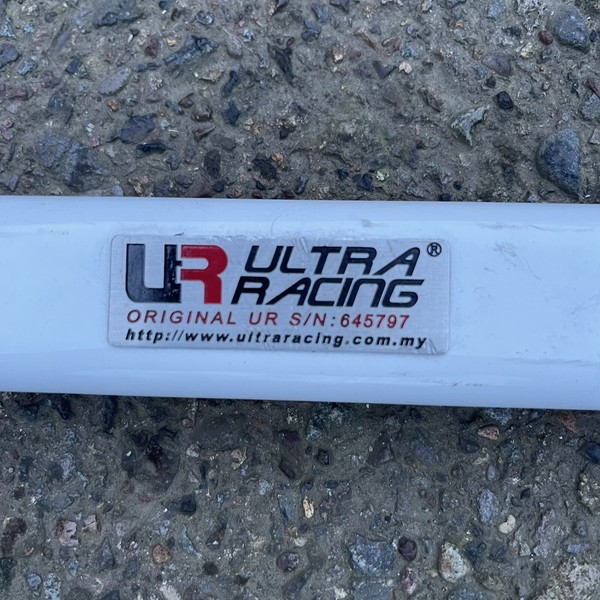 UR ULTRA RACING®
ORIGINAL UR S/N:645797
http://www.ultraracing.com.my